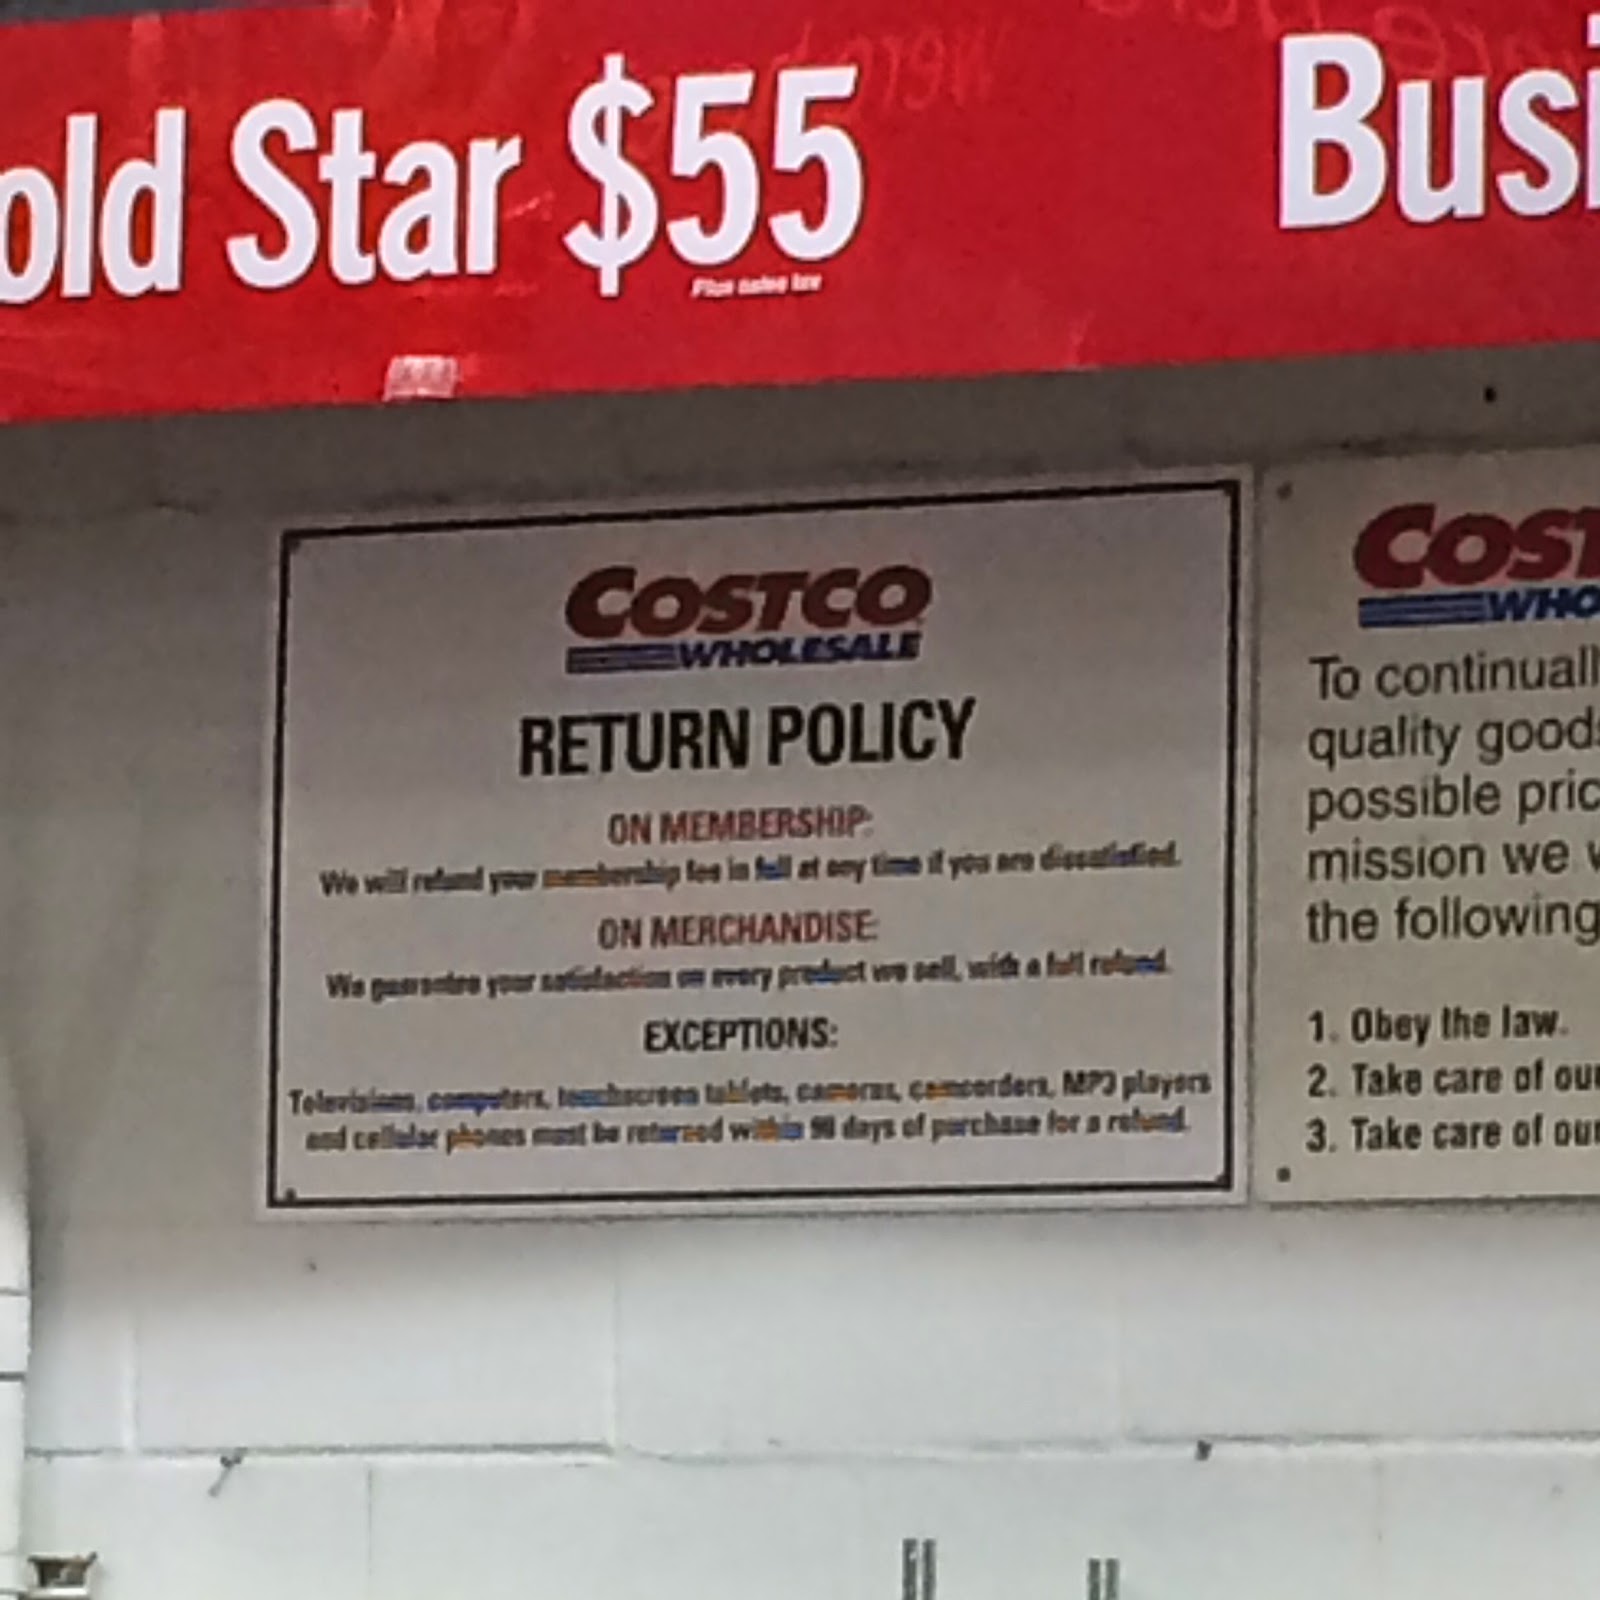 old Star $55
Plus sales tax
Busi
COSTCO
WHOLESALE
RETURN POLICY
ON MEMBERSHIP:
We will refund your membership fee in full at any time if you are dissatisfied.
ON MERCHANDISE:
We guarantee your satisfaction on every product we sell, with a full refund.
EXCEPTIONS:
Televisions, computers, touchscreen tablets, cameras, camcorders, MP3 players
and cellular phones must be returned within 90 days of purchase for a refund.
COST
WHO
To continually
quality goods
possible pric
mission we w
the following
1. Obey the law.
2. Take care of our
3. Take care of our